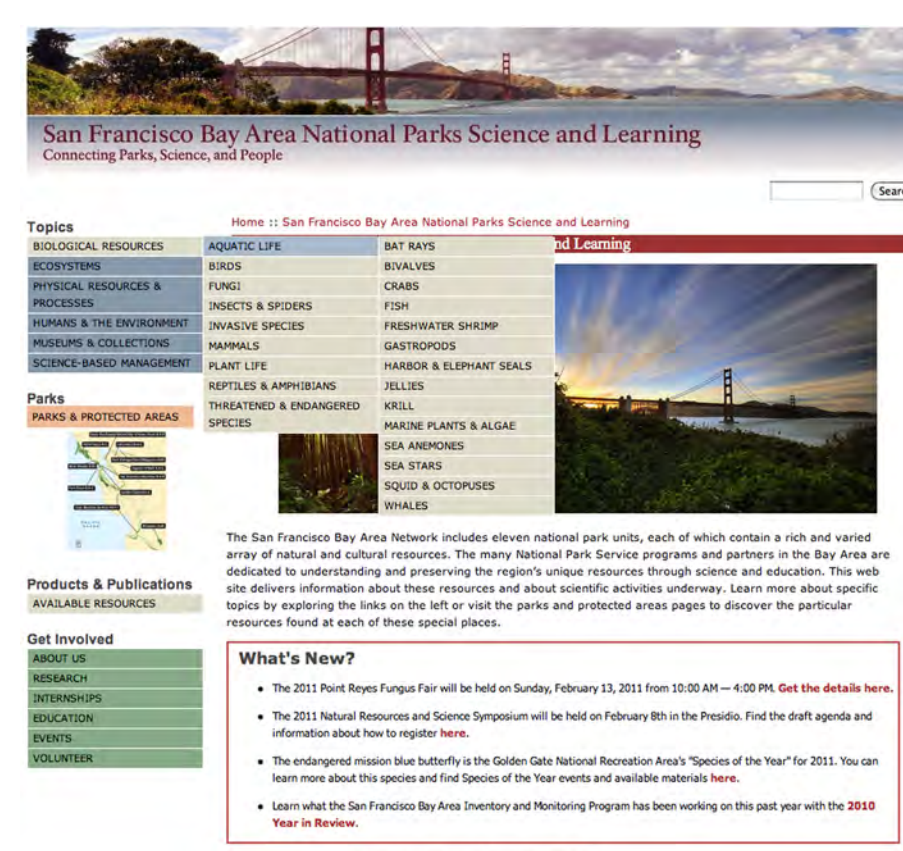 San Francisco Bay Area National Parks Science and Learning
Connecting Parks, Science, and People
Topics
BIOLOGICAL RESOURCES
ECOSYSTEMS
PHYSICAL RESOURCES &
PROCESSES
HUMANS & THE ENVIRONMENT
MUSEUMS & COLLECTIONS
SCIENCE-BASED MANAGEMENT
Parks
PARKS & PROTECTED AREAS
Products & Publications
AVAILABLE RESOURCES
Get Involved
ABOUT US
RESEARCH
INTERNSHIPS
EDUCATION
EVENTS
VOLUNTEER
Home :: San Francisco Bay Area National Parks Science and Learning
nd Learning
AQUATIC LIFE
BIRDS
FUNGI
INSECTS & SPIDERS
INVASIVE SPECIES
MAMMALS
PLANT LIFE
REPTILES & AMPHIBIANS
THREATENED & ENDANGERED
SPECIES
BAT RAYS
BIVALVES
CRABS
FISH
FRESHWATER SHRIMP
GASTROPODS
HARBOR & ELEPHANT SEALS
JELLIES
KRILL
MARINE PLANTS & ALGAE
SEA ANEMONES
SEA STARS
SQUID & OCTOPUSES
WHALES
The San Francisco Bay Area Network includes eleven national park units, each of which contain a rich and varied
array of natural and cultural resources. The many National Park Service programs and partners in the Bay Area are
dedicated to understanding and preserving the region's unique resources through science and education. This web
site delivers information about these resources and about scientific activities underway. Learn more about specific
topics by exploring the links on the left or visit the parks and protected areas pages to discover the particular
resources found at each of these special places.
What's New?
• The 2011 Point Reyes Fungus Fair will be held on Sunday, February 13, 2011 from 10:00 AM — 4:00 PM. Get the details here.
• The 2011 Natural Resources and Science Symposium will be held on February 8th in the Presidio. Find the draft agenda and
information about how to register here.
• The endangered mission blue butterfly is the Golden Gate National Recreation Area's "Species of the Year" for 2011. You can
learn more about this species and find Species of the Year events and available materials here.
• Learn what the San Francisco Bay Area Inventory and Monitoring Program has been working on this past year with the 2010
Year in Review.